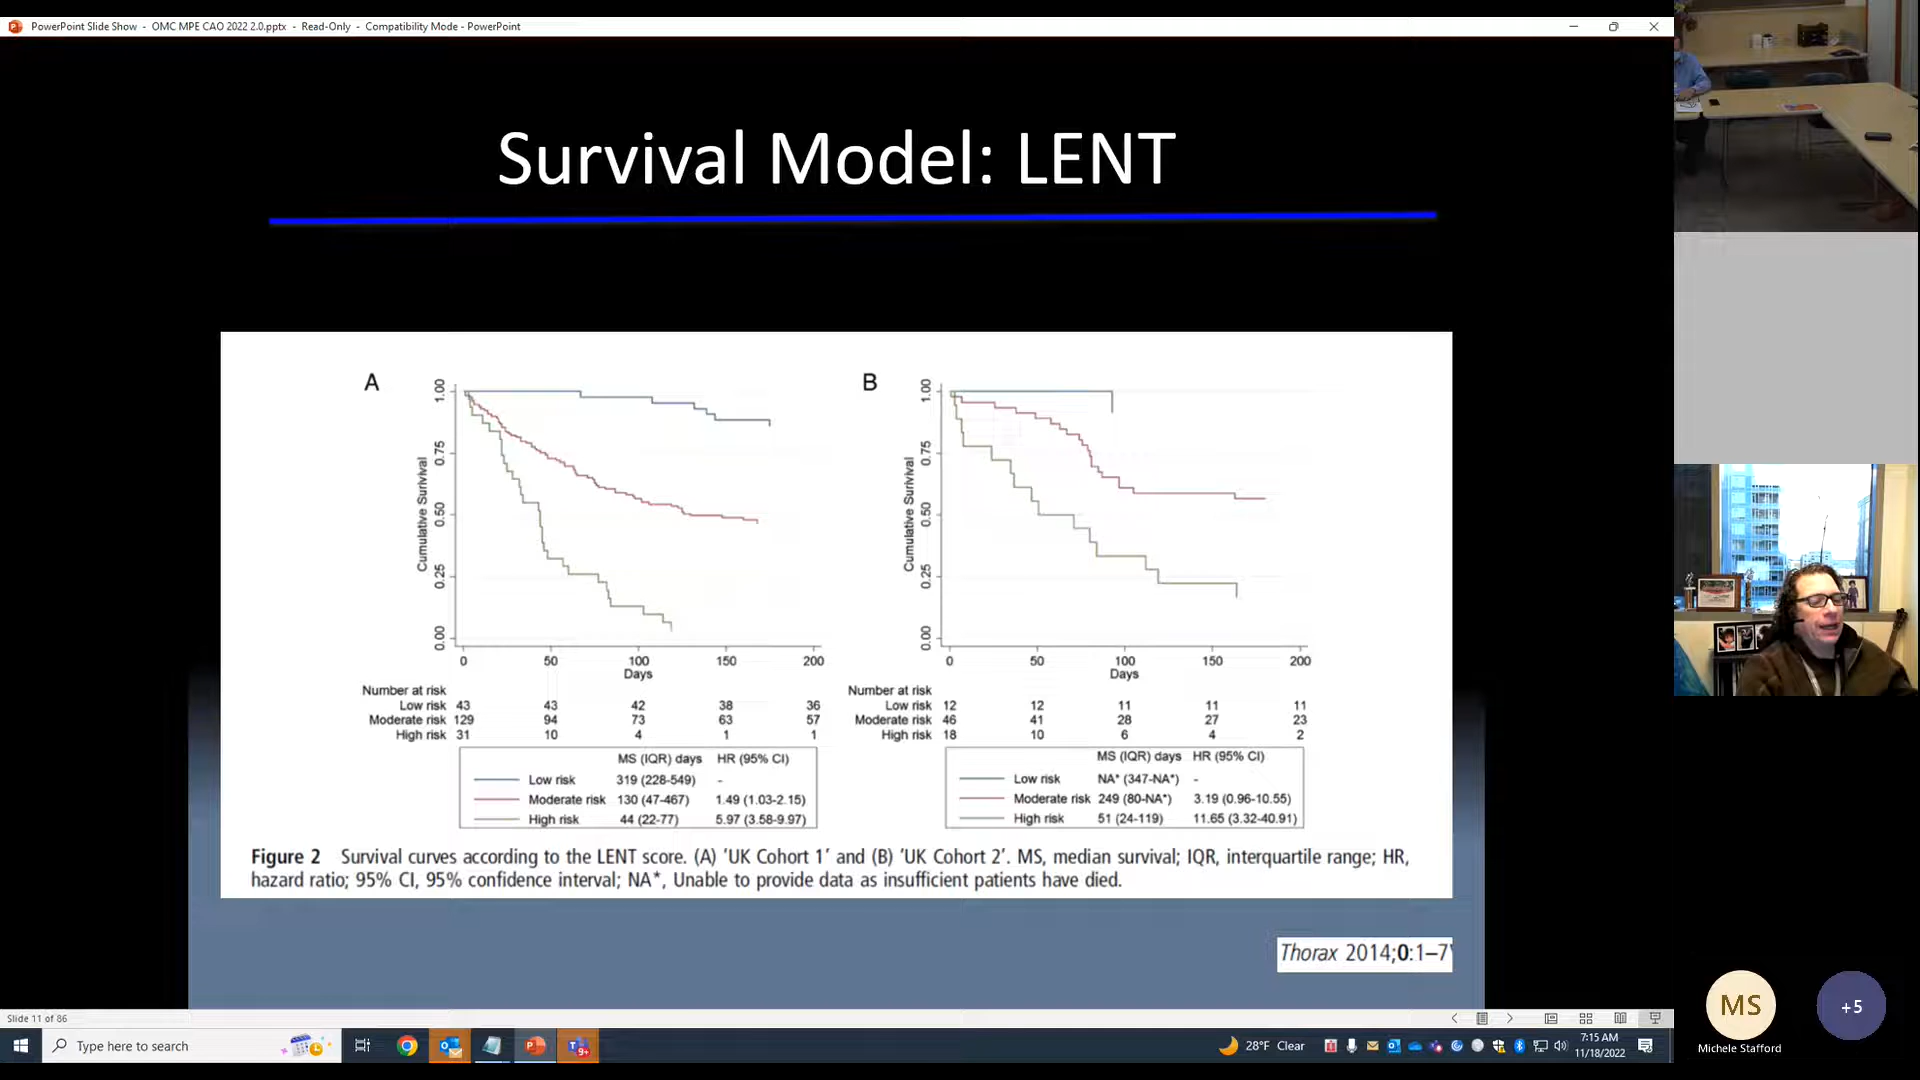 PowerPoint Slide Show - OMC MPE CAO 2022 2.0.pptx - Read-Only - Compatibility Mode - PowerPoint
Survival Model: LENT
A
Cumulative Survival
1.00
0.75
0.50
0.25
0.00
0 50 100 150 200
Days
Number at risk
Low risk 43 43 42 38 36
Moderate risk 129 94 73 63 57
High risk 31 10 4 1 1
MS (IQR) days HR (95% CI)
Low risk 319 (228-549) -
Moderate risk 130 (47-467) 1.49 (1.03-2.15)
High risk 44 (22-77) 5.97 (3.58-9.97)
B
Cumulative Survival
1.00
0.75
0.50
0.25
0.00
0 50 100 150 200
Days
Number at risk
Low risk 12 12 11 11 11
Moderate risk 46 41 28 27 23
High risk 18 10 6 4 2
MS (IQR) days HR (95% CI)
Low risk NA* (347-NA*) -
Moderate risk 249 (80-NA*) 3.19 (0.96-10.55)
High risk 51 (24-119) 11.65 (3.32-40.91)
Figure 2 Survival curves according to the LENT score. (A) 'UK Cohort 1' and (B) 'UK Cohort 2'. MS, median survival; IQR, interquartile range; HR,
hazard ratio; 95% CI, 95% confidence interval; NA*, Unable to provide data as insufficient patients have died.
Thorax 2014;0:1–7
Slide 11 of 86
Type here to search
9+
28°F Clear
7:15 AM
11/18/2022
MS
+5
Michele Stafford